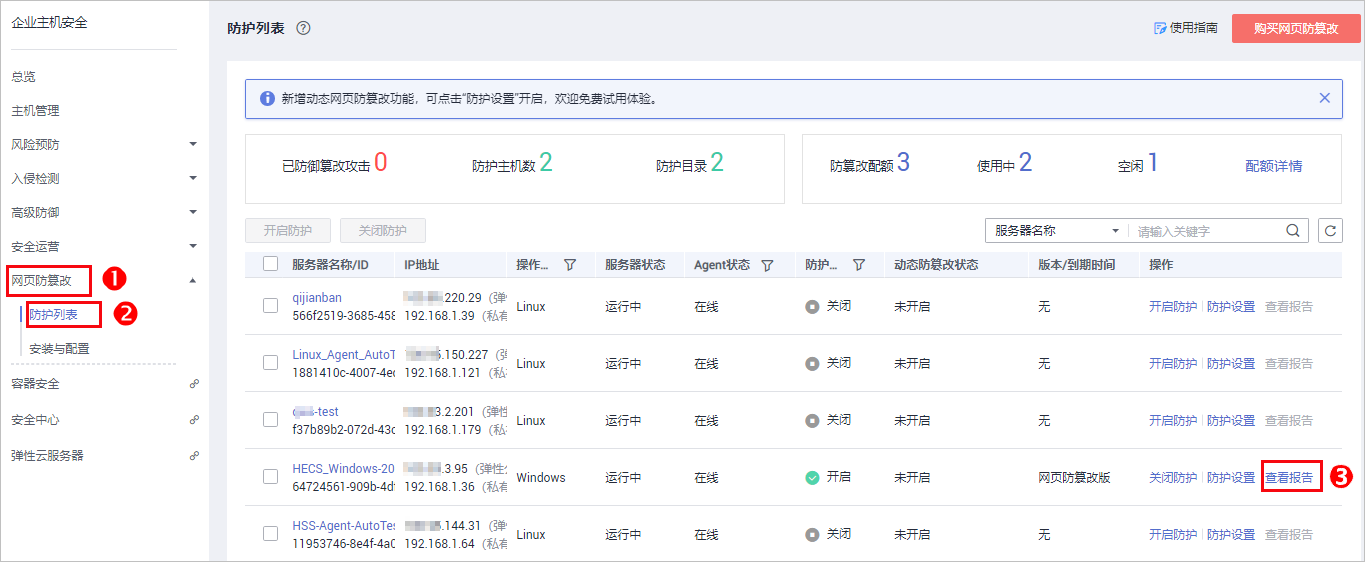 企业主机安全
总览
主机管理
风险预防
入侵检测
高级防御
安全运营
网页防篡改 1
防护列表 2
安装与配置
容器安全
安全中心
弹性云服务器
防护列表 ? 使用指南 购买网页防篡改
新增动态网页防篡改功能，可点击“防护设置”开启，欢迎免费试用体验。
已防御篡改攻击 0 防护主机数 2 防护目录 2 防篡改配额 3 使用中 2 空闲 1 配额详情
开启防护 关闭防护 服务器名称 请输入关键字
服务器名称/ID IP地址 操作... 服务器状态 Agent状态 防护... 动态防篡改状态 版本/到期时间 操作
qijianban .220.29 (弹性 Linux 运行中 在线 关闭 未开启 无 开启防护 防护设置 查看报告
566f2519-3685-458 192.168.1.39 (私有
Linux_Agent_AutoT .150.227 (弹 Linux 运行中 在线 关闭 未开启 无 开启防护 防护设置 查看报告
1881410c-4007-4ec 192.168.1.121 (私
-test 3.2.201 (弹性 Linux 运行中 在线 关闭 未开启 无 开启防护 防护设置 查看报告
f37b89b2-072d-43c 192.168.1.179 (私
HECS_Windows-20 .3.95 (弹性公 Windows 运行中 在线 开启 未开启 网页防篡改版 关闭防护 防护设置 查看报告 3
64724561-909b-4df 192.168.1.36 (私有
HSS-Agent-AutoTes .144.31 (弹性 Linux 运行中 在线 关闭 未开启 无 开启防护 防护设置 查看报告
11953746-8e4f-4a0 192.168.1.64 (私有